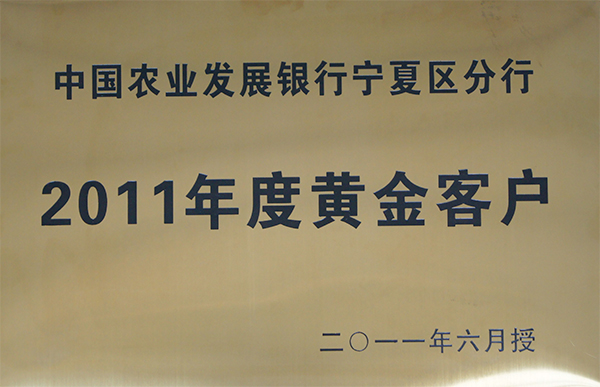 中国农业发展银行宁夏区分行
2011年度黄金客户
二〇一一年六月授